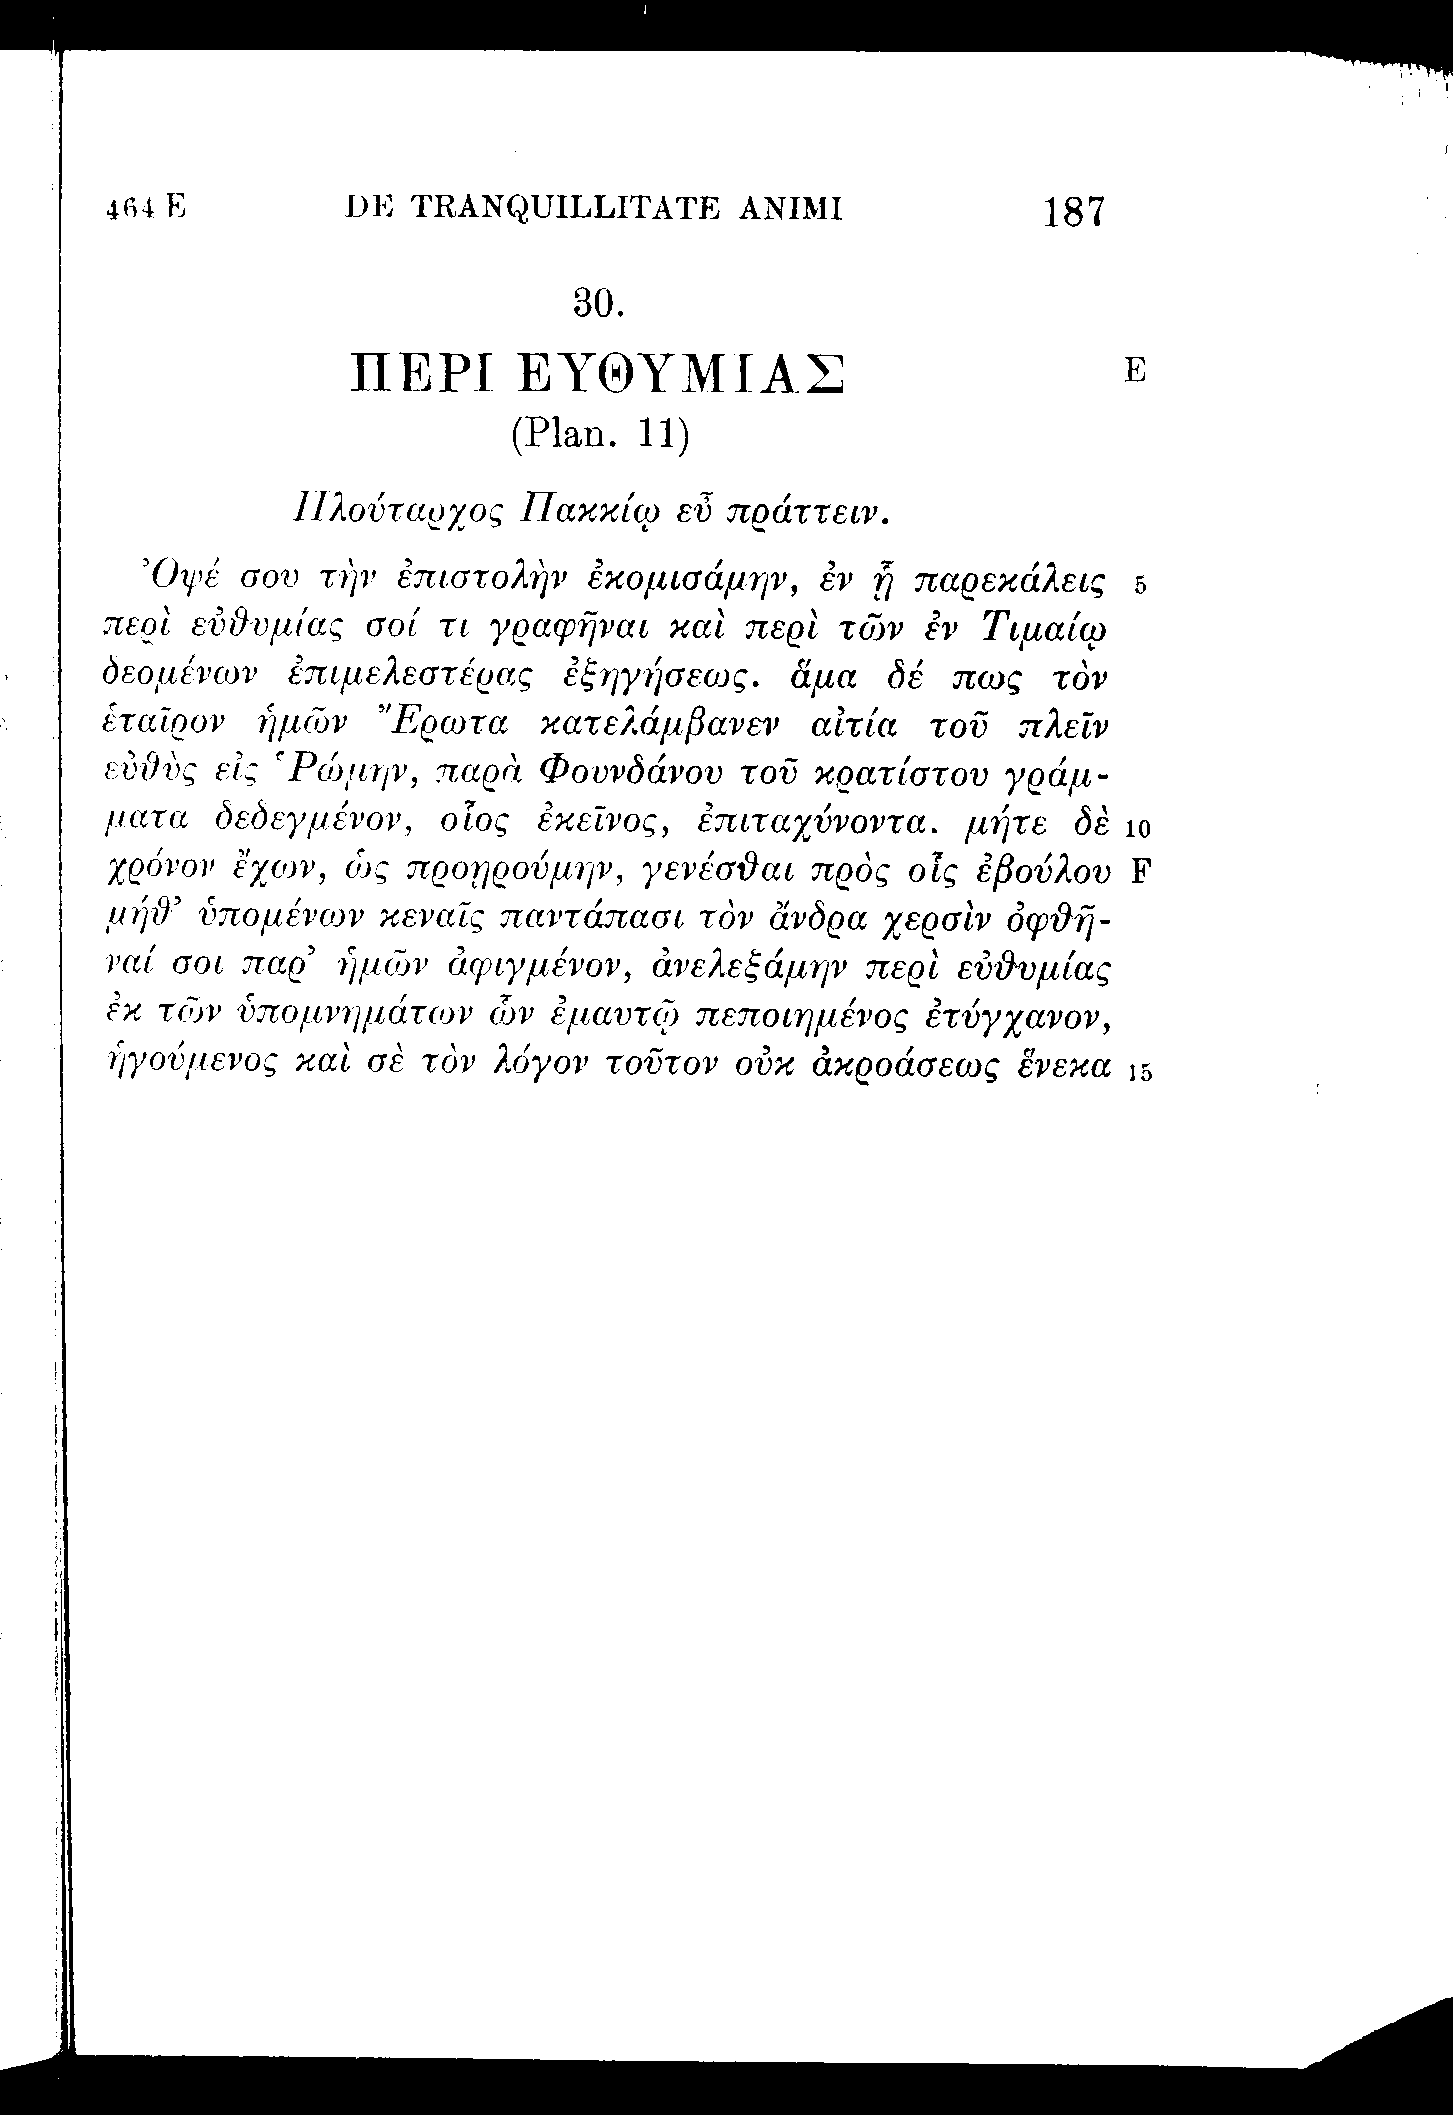 464 E DE TRANQUILLITATE ANIMI 187
30.
ΠΕΡΙ ΕΥΘΥΜΙΑΣ E
(Plan. 11)
Πλούταρχος Πακκίῳ εὖ πράττειν.
Ὀψέ σου τὴν ἐπιστολὴν ἐκομισάμην, ἐν ᾗ παρεκάλεις 5
περὶ εὐθυμίας σοί τι γραφῆναι καὶ περὶ τῶν ἐν Τιμαίῳ
δεομένων ἐπιμελεστέρας ἐξηγήσεως. ἅμα δέ πως τὸν
ἑταῖρον ἡμῶν Ἔρωτα κατελάμβανεν αἰτία τοῦ πλεῖν
εὐθὺς εἰς Ῥώμην, παρὰ Φουνδάνου τοῦ κρατίστου γράμ-
ματα δεδεγμένον, οἷος ἐκεῖνος, ἐπιταχύνοντα. μήτε δὲ 10
χρόνον ἔχων, ὡς προῃρούμην, γενέσθαι πρὸς οἷς ἐβούλου F
μήθ’ ὑπομένων κεναῖς παντάπασι τὸν ἄνδρα χερσὶν ὀφθῆ-
ναί σοι παρ’ ἡμῶν ἀφιγμένον, ἀνελεξάμην περὶ εὐθυμίας
ἐκ τῶν ὑπομνημάτων ὧν ἐμαυτῷ πεποιημένος ἐτύγχανον,
ἡγούμενος καὶ σὲ τὸν λόγον τοῦτον οὐκ ἀκροάσεως ἕνεκα 15